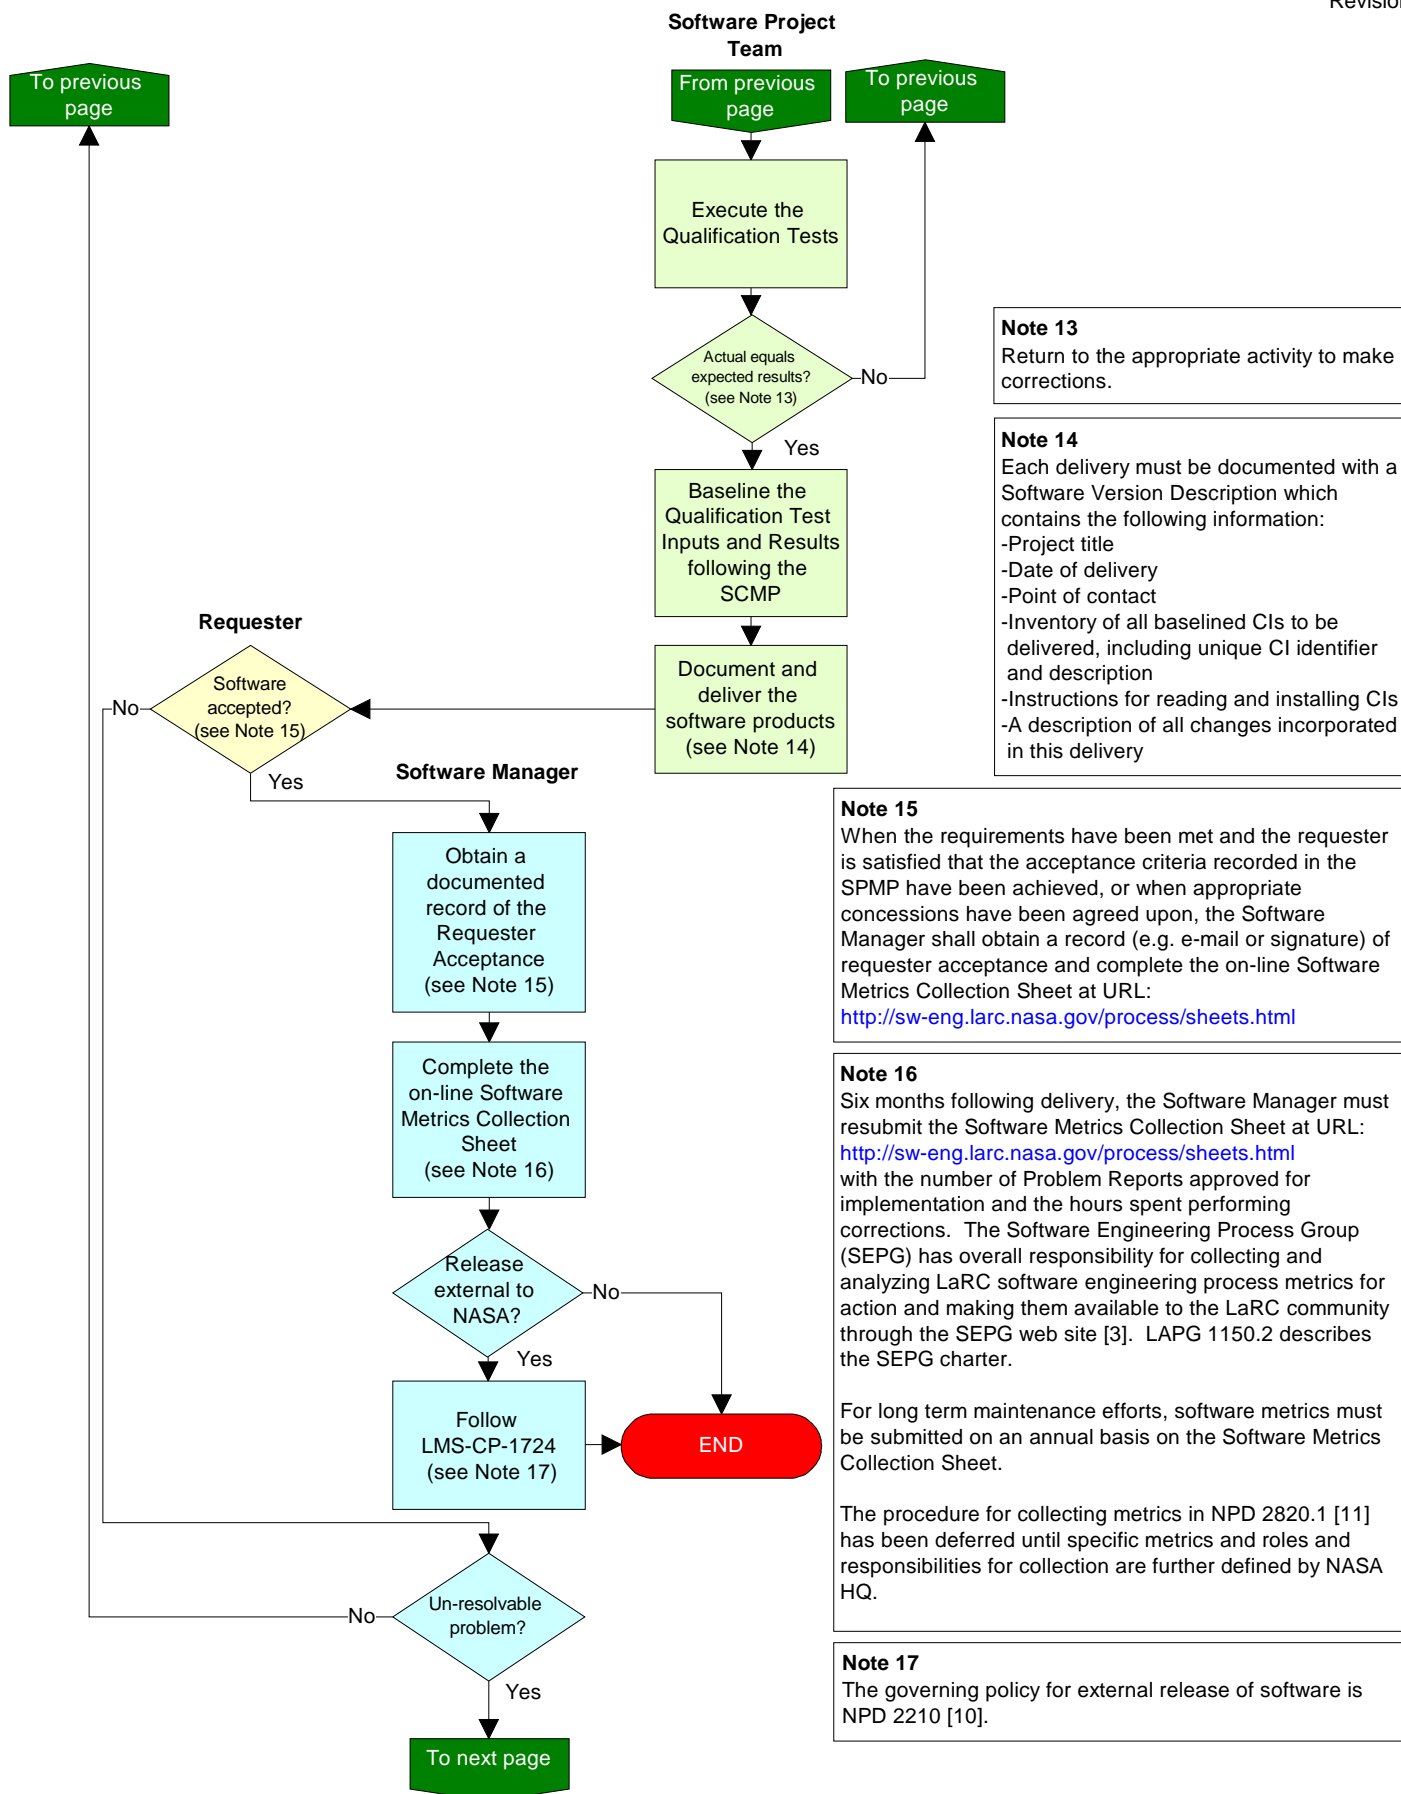 Revision
Software Project
Team
To previous
page
From previous
page
To previous
page
Execute the
Qualification Tests
Actual equals
expected results?
(see Note 13)
No
Yes
Baseline the
Qualification Test
Inputs and Results
following the
SCMP
Document and
deliver the
software products
(see Note 14)
Requester
Software
accepted?
(see Note 15)
No
Yes
Software Manager
Obtain a
documented
record of the
Requester
Acceptance
(see Note 15)
Complete the
on-line Software
Metrics Collection
Sheet
(see Note 16)
Release
external to
NASA?
No
Yes
Follow
LMS-CP-1724
(see Note 17)
END
Un-resolvable
problem?
No
Yes
To next page
Note 13
Return to the appropriate activity to make
corrections.
Note 14
Each delivery must be documented with a
Software Version Description which
contains the following information:
-Project title
-Date of delivery
-Point of contact
-Inventory of all baselined CIs to be
delivered, including unique CI identifier
and description
-Instructions for reading and installing CIs
-A description of all changes incorporated
in this delivery
Note 15
When the requirements have been met and the requester
is satisfied that the acceptance criteria recorded in the
SPMP have been achieved, or when appropriate
concessions have been agreed upon, the Software
Manager shall obtain a record (e.g. e-mail or signature) of
requester acceptance and complete the on-line Software
Metrics Collection Sheet at URL:
http://sw-eng.larc.nasa.gov/process/sheets.html
Note 16
Six months following delivery, the Software Manager must
resubmit the Software Metrics Collection Sheet at URL:
http://sw-eng.larc.nasa.gov/process/sheets.html
with the number of Problem Reports approved for
implementation and the hours spent performing
corrections.  The Software Engineering Process Group
(SEPG) has overall responsibility for collecting and
analyzing LaRC software engineering process metrics for
action and making them available to the LaRC community
through the SEPG web site [3].  LAPG 1150.2 describes
the SEPG charter.
For long term maintenance efforts, software metrics must
be submitted on an annual basis on the Software Metrics
Collection Sheet.
The procedure for collecting metrics in NPD 2820.1 [11]
has been deferred until specific metrics and roles and
responsibilities for collection are further defined by NASA
HQ.
Note 17
The governing policy for external release of software is
NPD 2210 [10].